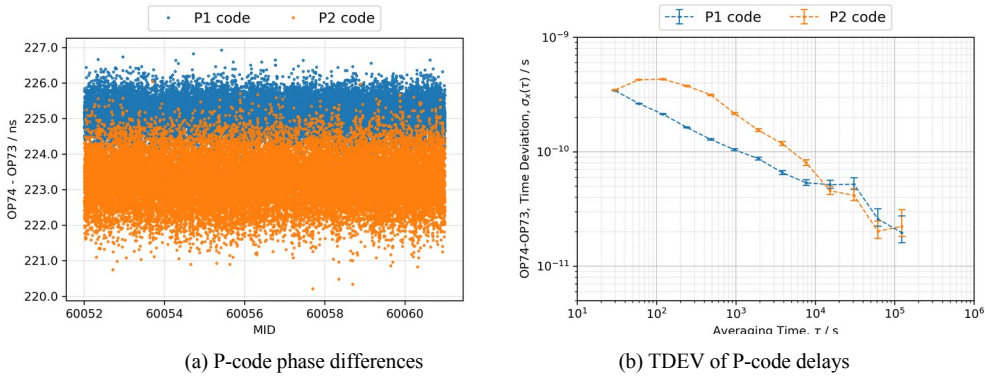 P1 code P2 code
227.0
226.0
225.0
224.0
223.0
222.0
221.0
220.0
OP74 - OP73 / ns
60052 60054 60056 60058 60060
MJD
(a) P-code phase differences
P1 code P2 code
10⁻⁹
10⁻¹⁰
10⁻¹¹
OP74-OP73, Time Deviation, σₓ(τ) / s
10¹ 10² 10³ 10⁴ 10⁵ 10⁶
Averaging Time, τ / s
(b) TDEV of P-code delays